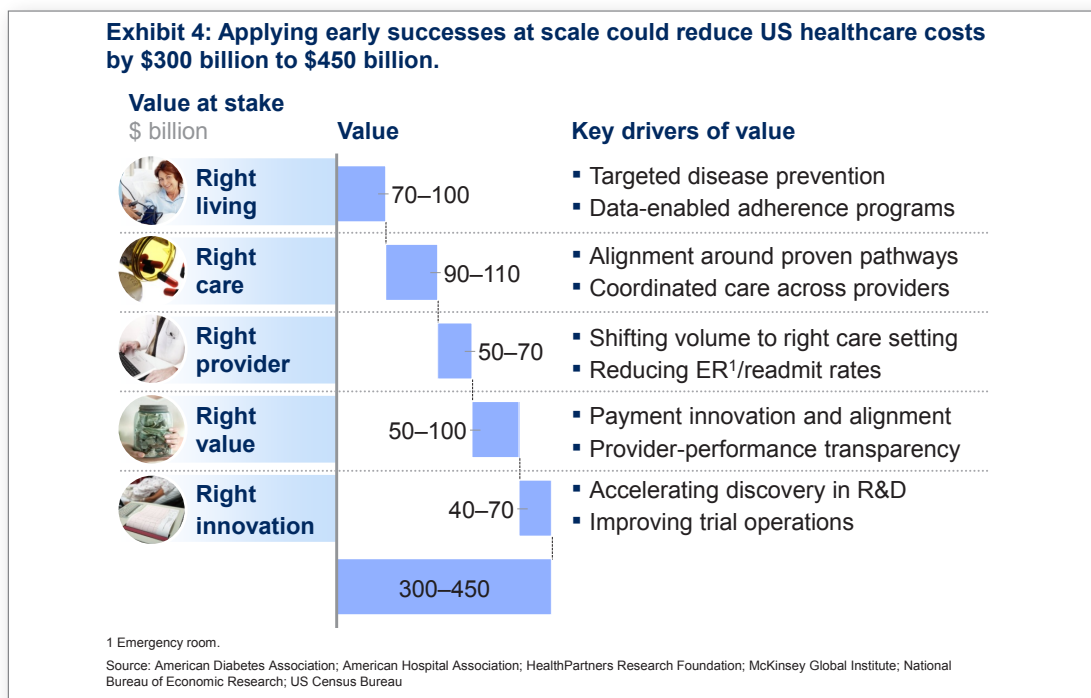 Exhibit 4: Applying early successes at scale could reduce US healthcare costs
by $300 billion to $450 billion.
Value at stake
$ billion
Value
Key drivers of value
Right
living
70–100
▪ Targeted disease prevention
▪ Data-enabled adherence programs
Right
care
90–110
▪ Alignment around proven pathways
▪ Coordinated care across providers
Right
provider
50–70
▪ Shifting volume to right care setting
▪ Reducing ER¹/readmit rates
Right
value
50–100
▪ Payment innovation and alignment
▪ Provider-performance transparency
Right
innovation
40–70
▪ Accelerating discovery in R&D
▪ Improving trial operations
300–450
1 Emergency room.
Source: American Diabetes Association; American Hospital Association; HealthPartners Research Foundation; McKinsey Global Institute; National
Bureau of Economic Research; US Census Bureau